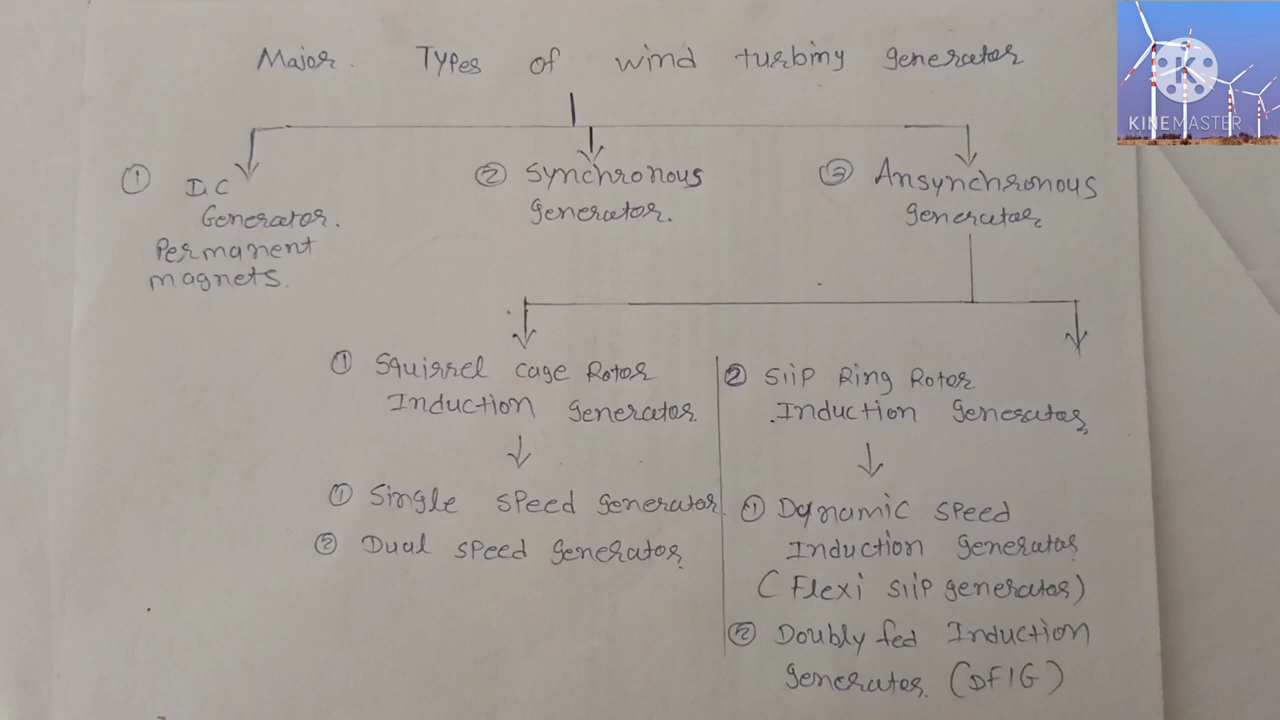 Major. Types of wind turbiny generator
① D.C
Generator.
Permanent
magnets.
② Synchronous
generator.
③ Ansynchronous
generator
① Squirrel cage Rotor
Induction generator
② Slip Ring Rotor
Induction generator
① Single speed generator.
② Dual speed generator.
① Dynamic speed
Induction generator
(Flexi slip generator)
② Doubly fed Induction
generator. (DFIG)
K
KINEMASTER